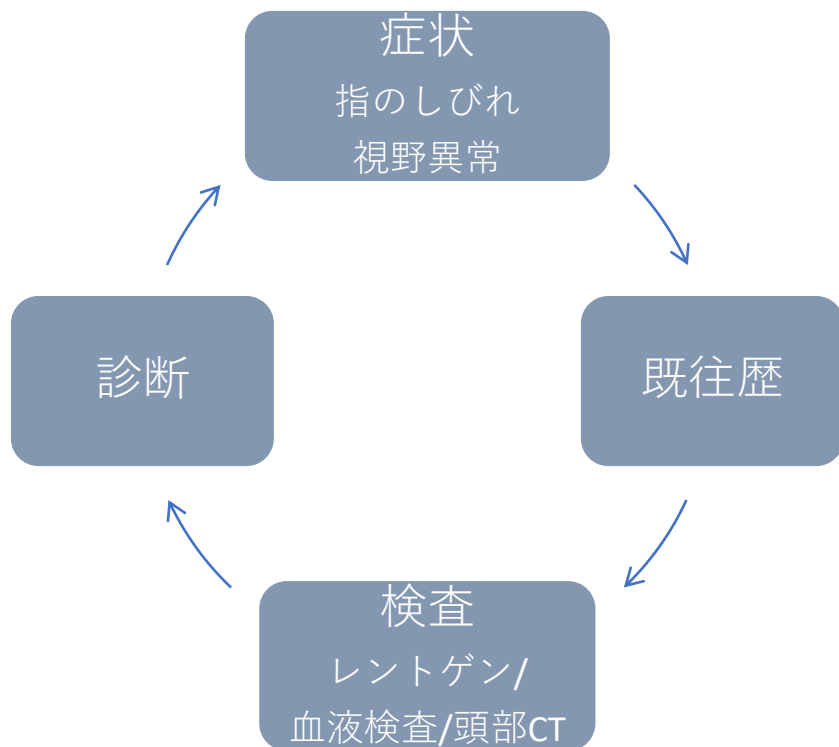 症状
指のしびれ
視野異常
既往歴
検査
レントゲン/
血液検査/頭部CT
診断